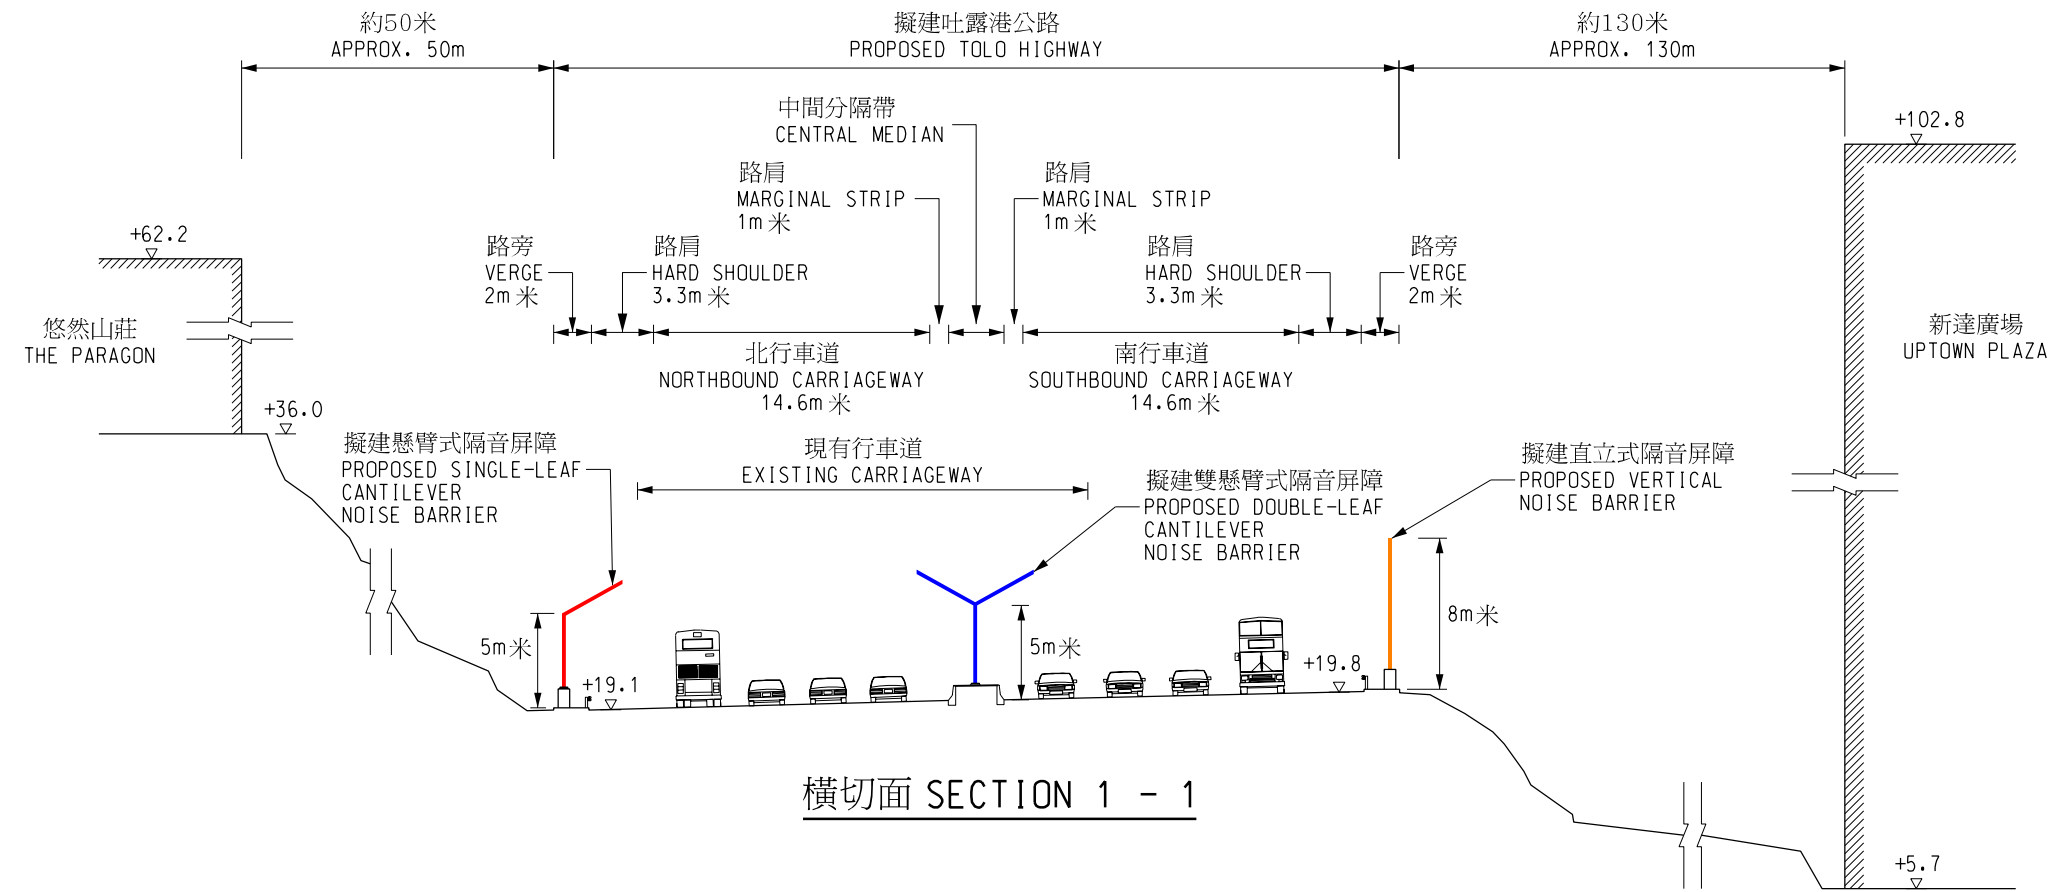 約50米
APPROX. 50m
擬建吐露港公路
PROPOSED TOLO HIGHWAY
約130米
APPROX. 130m
中間分隔帶
CENTRAL MEDIAN
+102.8
路肩
MARGINAL STRIP
1m 米
路肩
MARGINAL STRIP
1m 米
+62.2
路旁
VERGE
2m 米
路肩
HARD SHOULDER
3.3m 米
路肩
HARD SHOULDER
3.3m 米
路旁
VERGE
2m 米
悠然山莊
THE PARAGON
新達廣場
UPTOWN PLAZA
北行車道
NORTHBOUND CARRIAGEWAY
14.6m 米
南行車道
SOUTHBOUND CARRIAGEWAY
14.6m 米
+36.0
擬建懸臂式隔音屏障
PROPOSED SINGLE-LEAF
CANTILEVER
NOISE BARRIER
現有行車道
EXISTING CARRIAGEWAY
擬建雙懸臂式隔音屏障
PROPOSED DOUBLE-LEAF
CANTILEVER
NOISE BARRIER
擬建直立式隔音屏障
PROPOSED VERTICAL
NOISE BARRIER
5m 米
+19.1
5m 米
+19.8
8m 米
橫切面 SECTION 1 - 1
+5.7